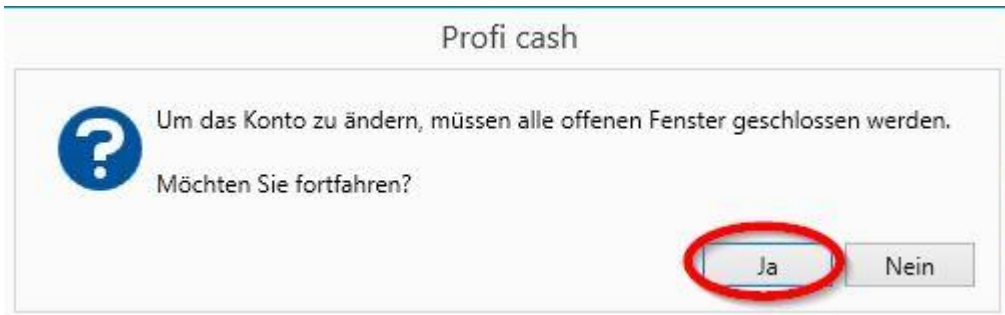 Profi cash
Um das Konto zu ändern, müssen alle offenen Fenster geschlossen werden.
Möchten Sie fortfahren?
Ja
Nein